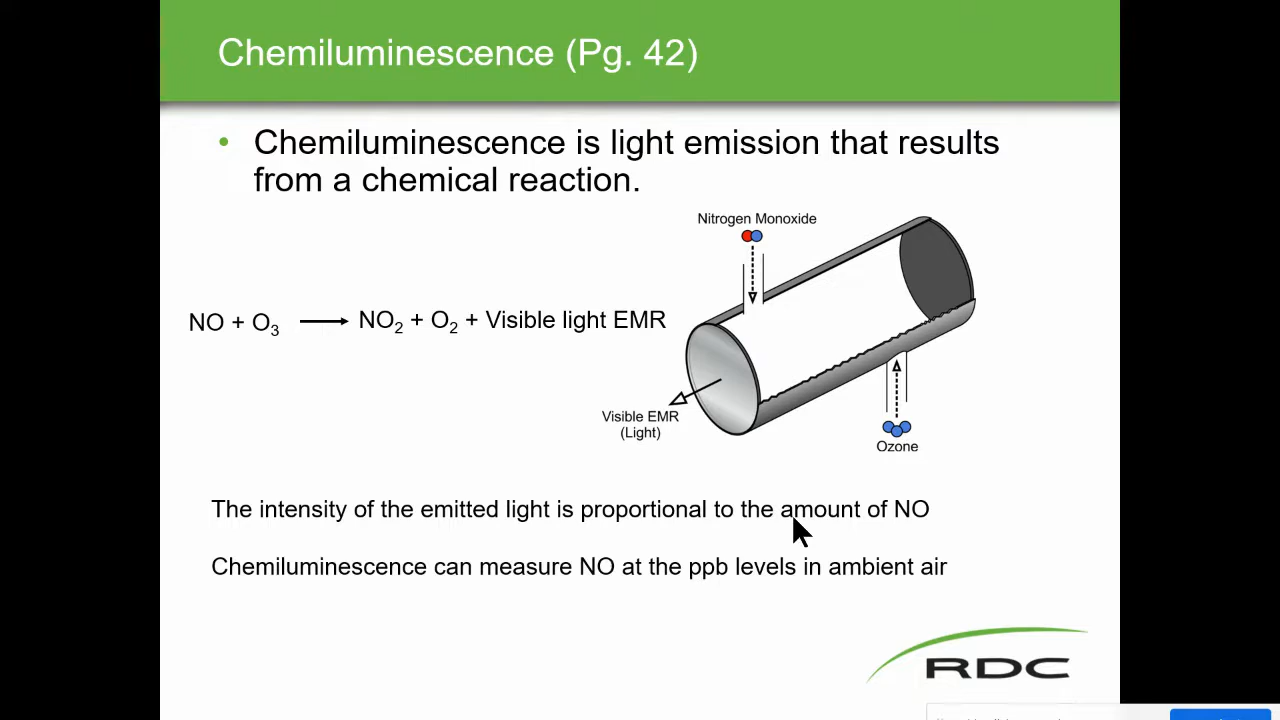 Chemiluminescence (Pg. 42)
• Chemiluminescence is light emission that results
from a chemical reaction.
Nitrogen Monoxide
NO + O₃ ⟶ NO₂ + O₂ + Visible light EMR
Visible EMR
(Light)
Ozone
The intensity of the emitted light is proportional to the amount of NO
Chemiluminescence can measure NO at the ppb levels in ambient air
RDC